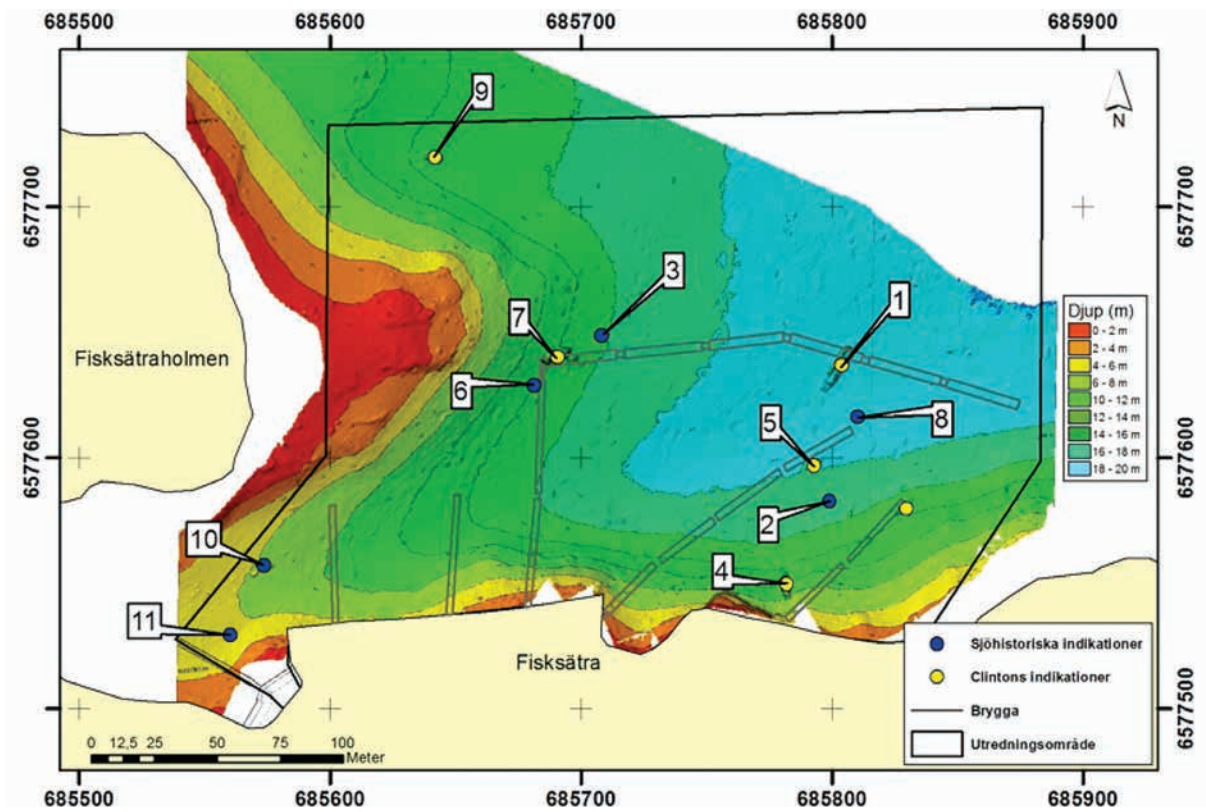 685500 685600 685700 685800 685900
9
N
6577700 6577700
3
1
7
Djup (m)
0 - 2 m
2 - 4 m
4 - 6 m
6 - 8 m
10 - 12 m
12 - 14 m
14 - 16 m
16 - 18 m
18 - 20 m
Fisksätraholmen
6
8
5
6577600 6577600
2
10
4
11
Fisksätra
Sjöhistoriska indikationer
Clintons indikationer
Brygga
Utredningsområde
6577500 6577500
0 12,5 25 50 75 100
Meter
685500 685600 685700 685800 685900